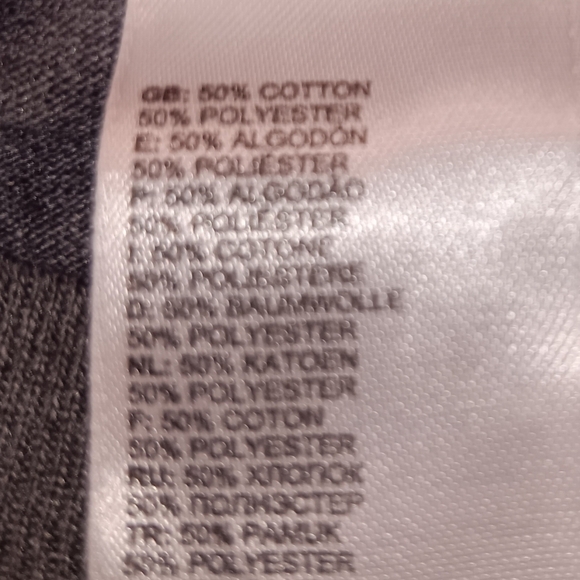 GB: 50% COTTON
50% POLYESTER
E: 50% ALGODÓN
50% POLIÉSTER
P: 50% ALGODÃO
50% POLIÉSTER
I: 50% COTONE
50% POLIESTERE
D: 50% BAUMWOLLE
50% POLYESTER
NL: 50% KATOEN
50% POLYESTER
F: 50% COTON
50% POLYESTER
RU: 50% ХЛОПОК
50% ПОЛИЭСТЕР
TR: 50% PAMUK
50% POLYESTER